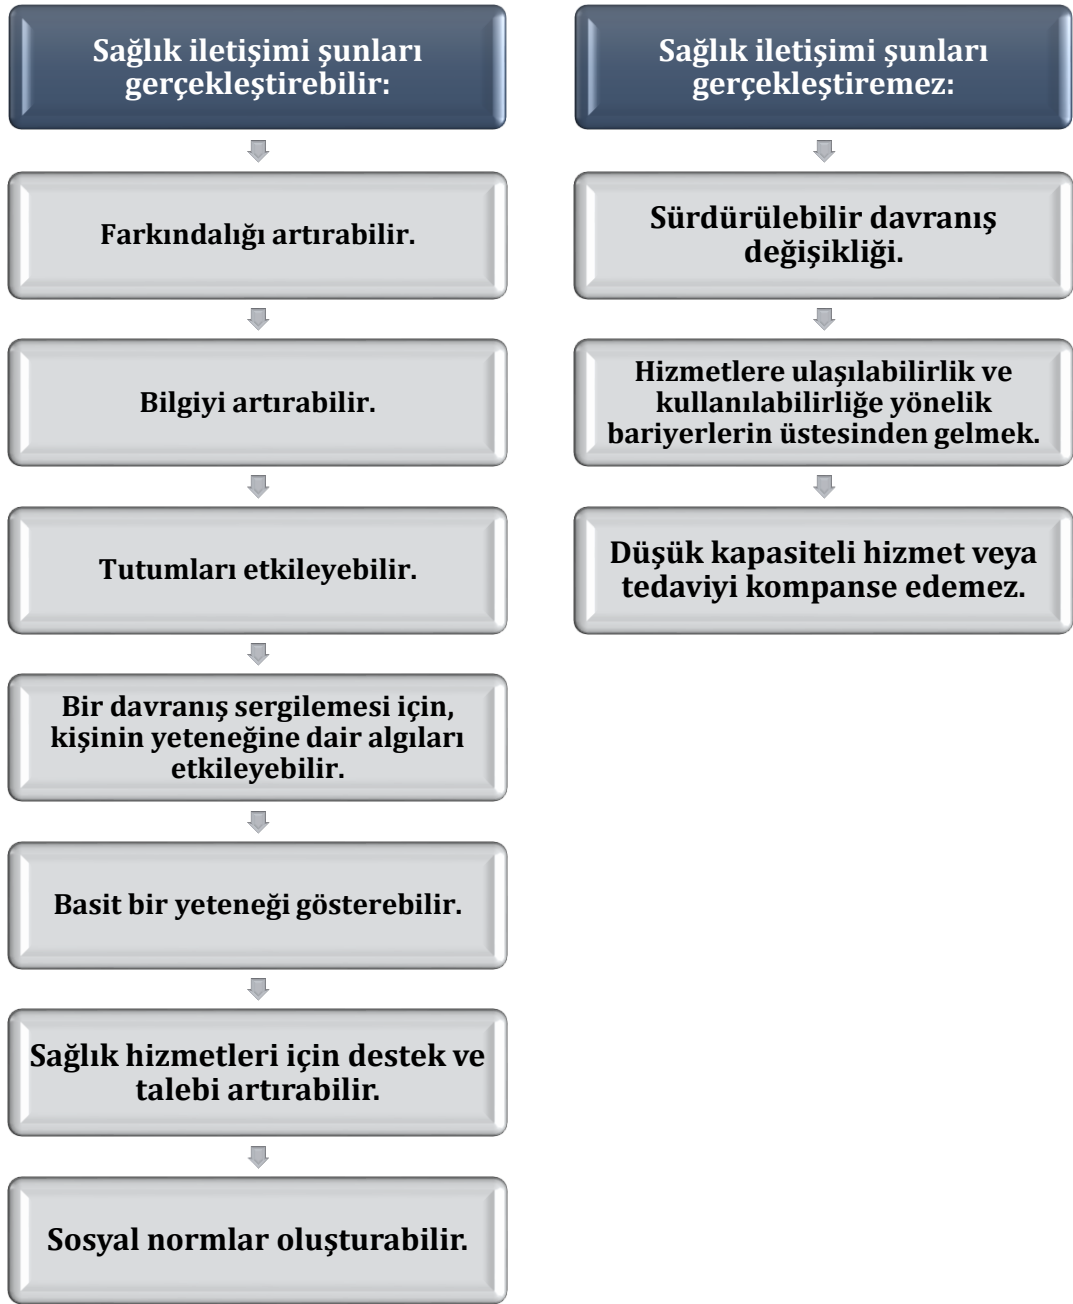 Sağlık iletişimi şunları
gerçekleştirebilir:
Farkındalığı artırabilir.
Bilgiyi artırabilir.
Tutumları etkileyebilir.
Bir davranış sergilemesi için,
kişinin yeteneğine dair algıları
etkileyebilir.
Basit bir yeteneği gösterebilir.
Sağlık hizmetleri için destek ve
talebi artırabilir.
Sosyal normlar oluşturabilir.
Sağlık iletişimi şunları
gerçekleştiremez:
Sürdürülebilir davranış
değişikliği.
Hizmetlere ulaşılabilirlik ve
kullanılabilirliğe yönelik
bariyerlerin üstesinden gelmek.
Düşük kapasiteli hizmet veya
tedaviyi kompanse edemez.